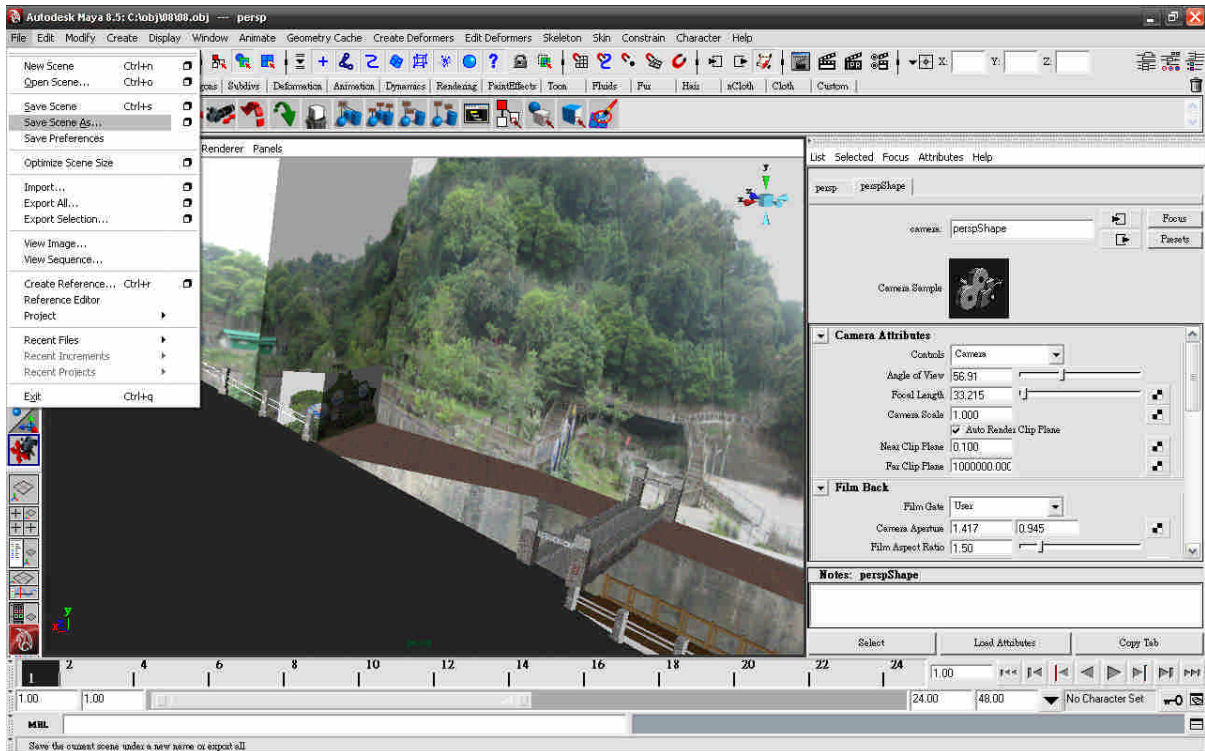 Autodesk Maya 8.5: C:\obj\08\08.obj --- persp
File Edit Modify Create Display Window Animate Geometry Cache Create Deformers Edit Deformers Skeleton Skin Constrain Character Help
New Scene Ctrl+n
Open Scene... Ctrl+o
Save Scene Ctrl+s
Save Scene As...
Save Preferences
Optimize Scene Size
Import...
Export All...
Export Selection...
View Image...
View Sequence...
Create Reference... Ctrl+r
Reference Editor
Project
Recent Files
Recent Increments
Recent Projects
Exit Ctrl+q
X: Y: Z:
Subdivs Deformation Animation Dynamics Rendering PaintEffects Toon Fluids Fur Hair nCloth Cloth Custom
Renderer Panels
y
z
y
x
List Selected Focus Attributes Help
persp perspShape
camera: perspShape Focus
Presets
Camera Sample
Camera Attributes
Controls Camera
Angle of View 56.91
Focal Length 33.215
Camera Scale 1.000
Auto Render Clip Plane
Near Clip Plane 0.100
Far Clip Plane 1000000.000
Film Back
Film Gate User
Camera Aperture 1.417 0.945
Film Aspect Ratio 1.50
Notes: perspShape
Select Load Attributes Copy Tab
1 2 4 6 8 10 12 14 16 18 20 22 24 1.00
1.00 1.00 24.00 48.00 No Character Set
MEL
Save the current scene under a new name or export all